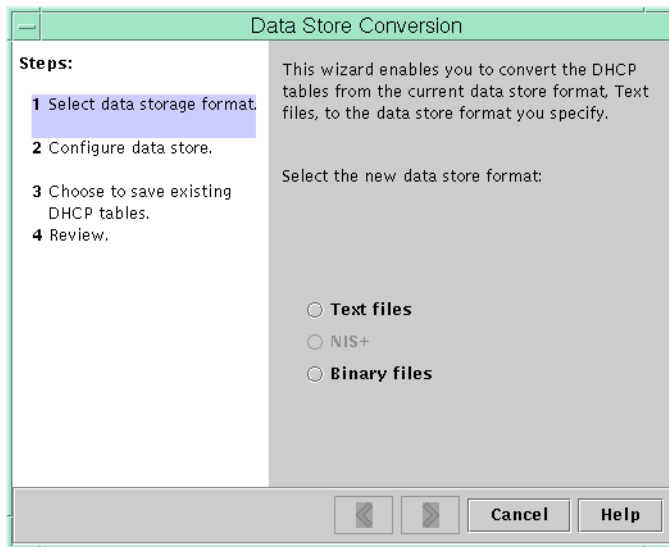 Data Store Conversion
Steps:
1 Select data storage format.
2 Configure data store.
3 Choose to save existing
DHCP tables.
4 Review.
This wizard enables you to convert the DHCP
tables from the current data store format, Text
files, to the data store format you specify.
Select the new data store format:
Text files
NIS+
Binary files
Cancel
Help